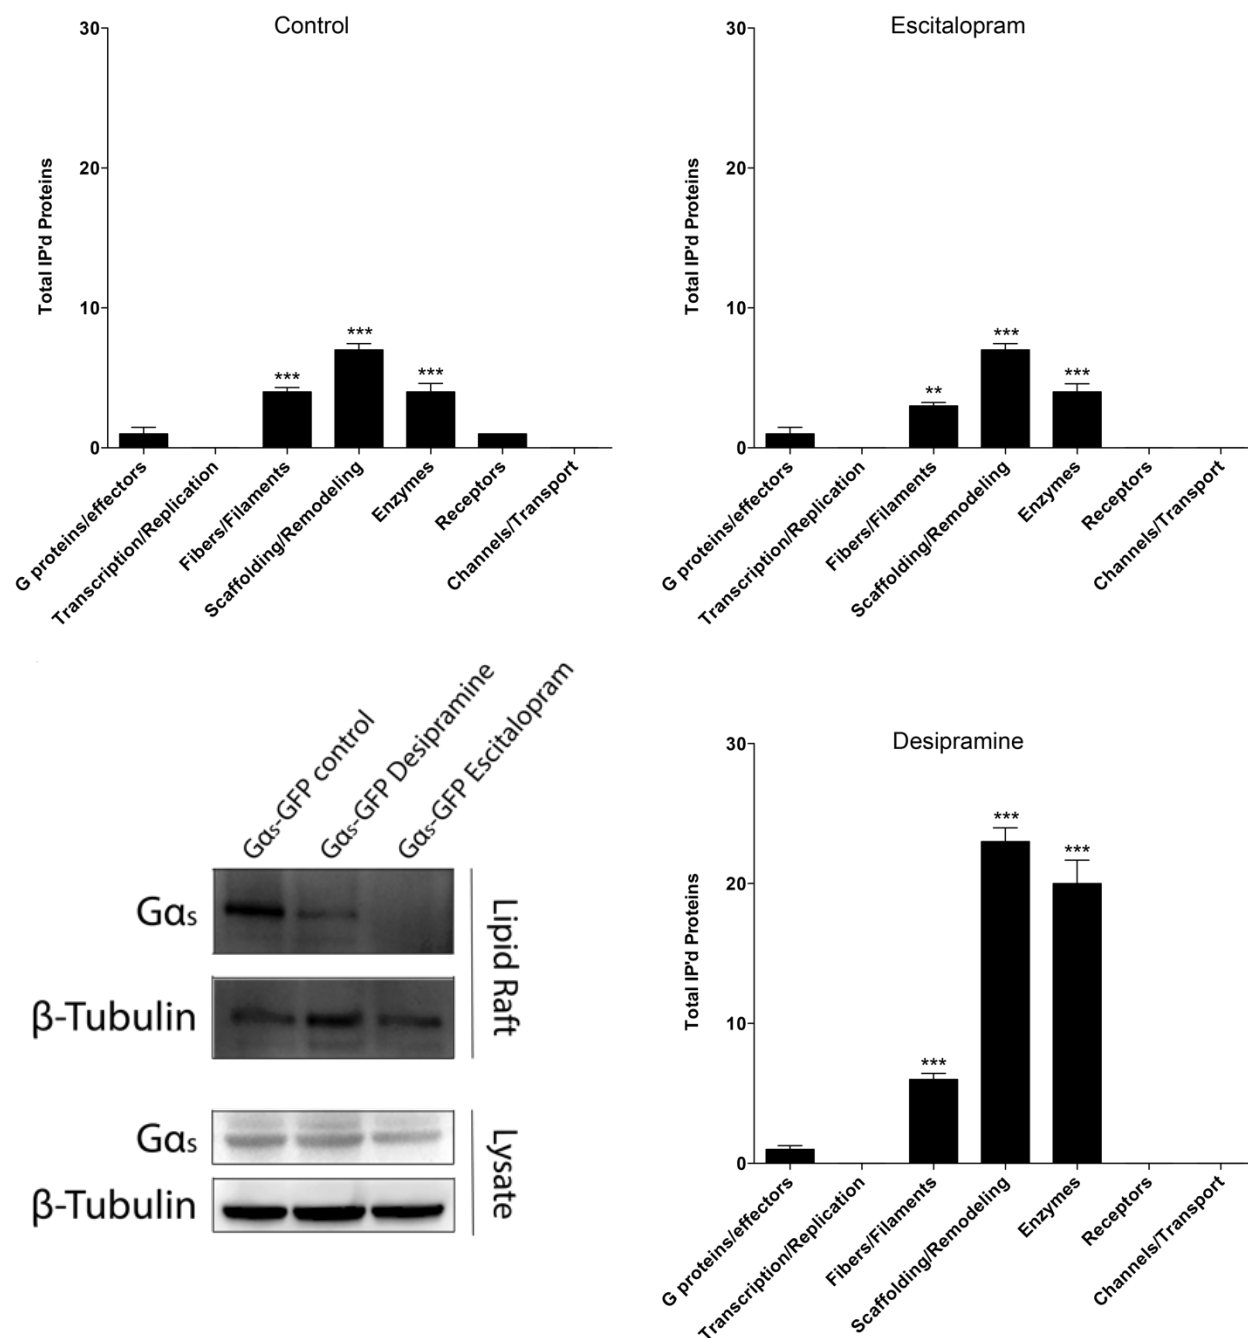 Control
30
20
10
0
Total IP'd Proteins
***
***
***
G proteins/effectors
Transcription/Replication
Fibers/Filaments
Scaffolding/Remodeling
Enzymes
Receptors
Channels/Transport
Escitalopram
30
20
10
0
Total IP'd Proteins
**
***
***
G proteins/effectors
Transcription/Replication
Fibers/Filaments
Scaffolding/Remodeling
Enzymes
Receptors
Channels/Transport
Gαs-GFP control
Gαs-GFP Desipramine
Gαs-GFP Escitalopram
Gαs
β-Tubulin
Lipid Raft
Gαs
β-Tubulin
Lysate
Desipramine
30
20
10
0
Total IP'd Proteins
***
***
***
G proteins/effectors
Transcription/Replication
Fibers/Filaments
Scaffolding/Remodeling
Enzymes
Receptors
Channels/Transport